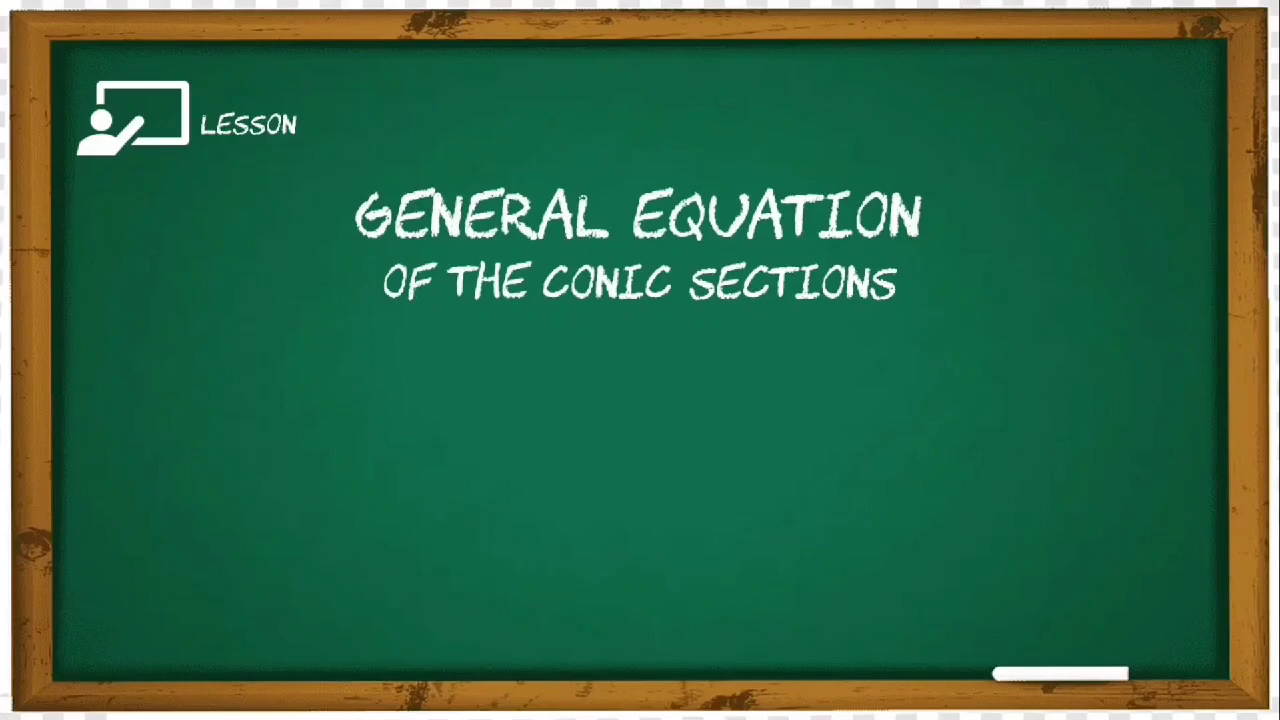 LESSON
GENERAL EQUATION
OF THE CONIC SECTIONS